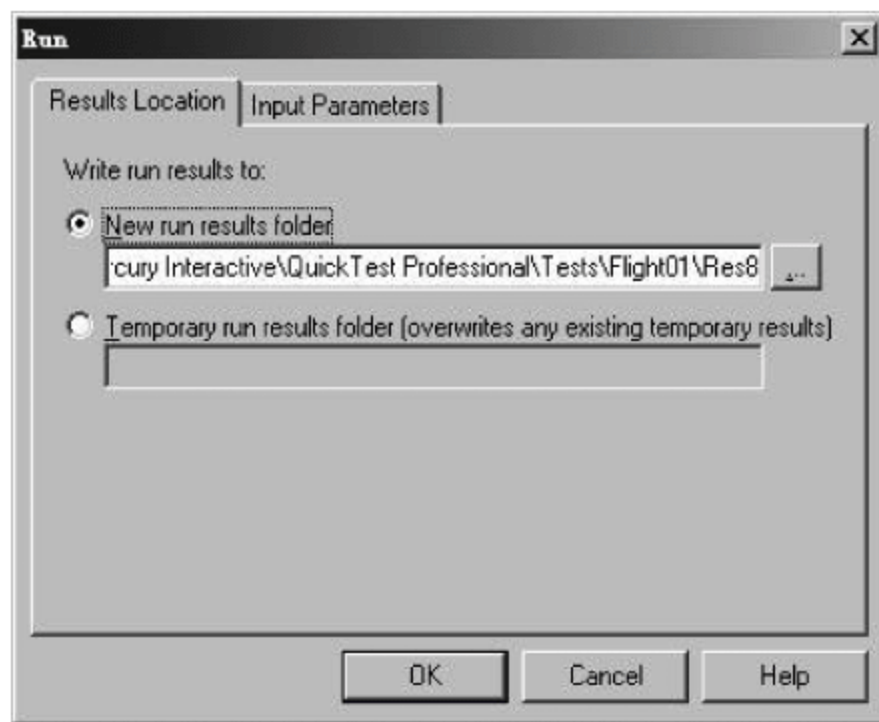 Run
Results Location
Input Parameters
Write run results to:
New run results folder
rcury Interactive\QuickTest Professional\Tests\Flight01\Res8
...
Temporary run results folder (overwrites any existing temporary results)
OK
Cancel
Help